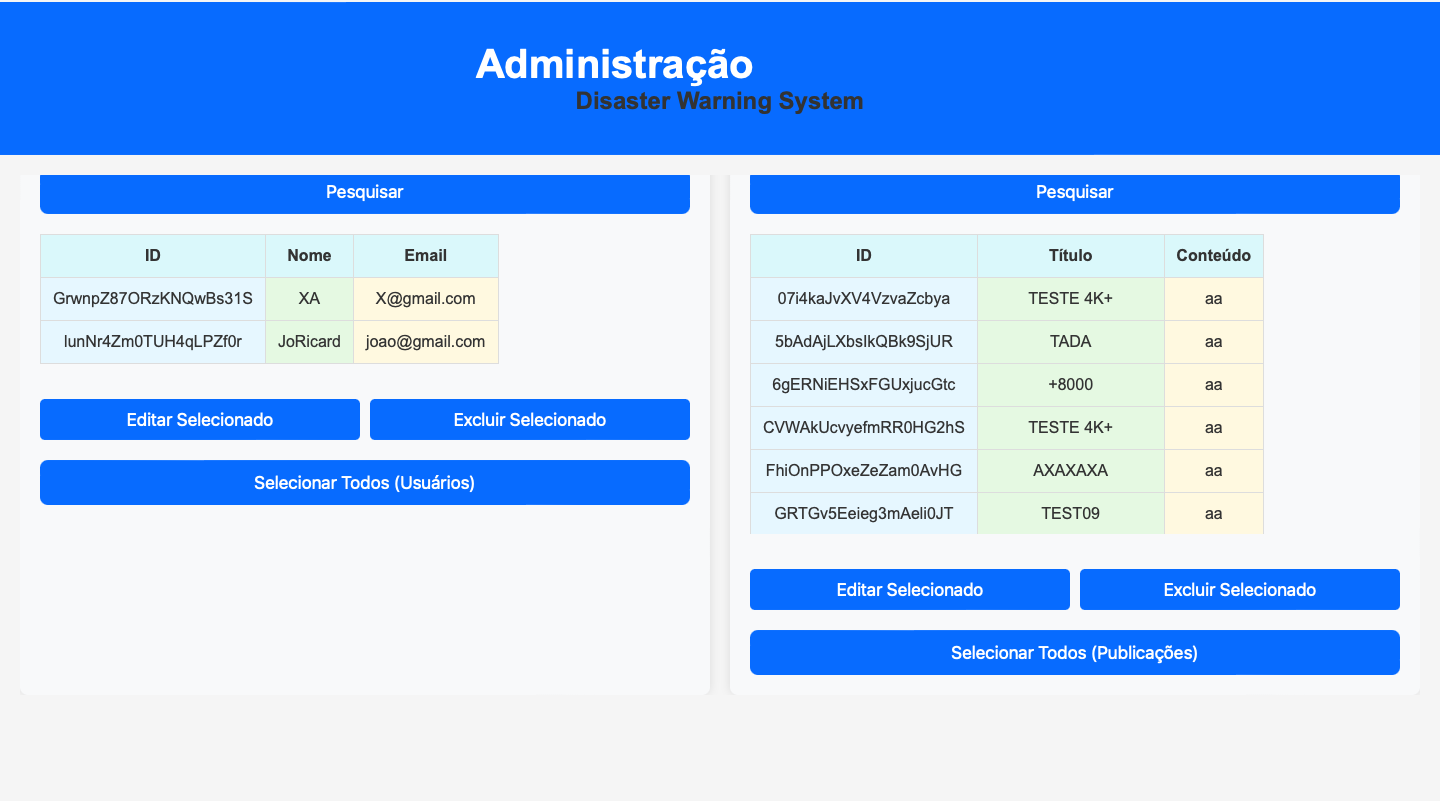 Administração
Disaster Warning System
Pesquisar
ID Nome Email
GrwnpZ87ORzKNQwBs31S XA X@gmail.com
lunNr4Zm0TUH4qLPZf0r JoRicard joao@gmail.com
Editar Selecionado Excluir Selecionado
Selecionar Todos (Usuários)
Pesquisar
ID Título Conteúdo
07i4kaJvXV4VzvaZcbya TESTE 4K+ aa
5bAdAjLXbsIkQBk9SjUR TADA aa
6gERNiEHSxFGUxjucGtc +8000 aa
CVWAkUcvyefmRR0HG2hS TESTE 4K+ aa
FhiOnPPOxeZeZam0AvHG AXAXAXA aa
GRTGv5Eeieg3mAeli0JT TEST09 aa
Editar Selecionado Excluir Selecionado
Selecionar Todos (Publicações)